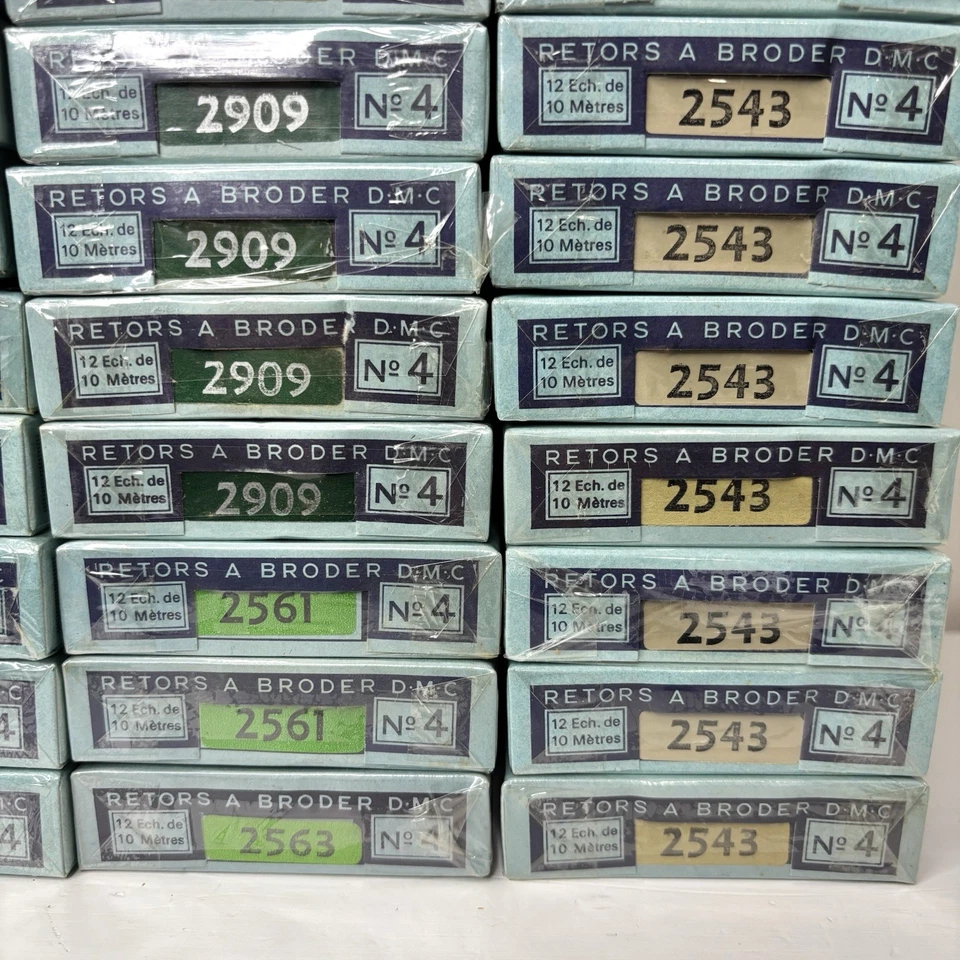 RETORS A BRODER D·M·C
12 Ech. de
10 Mètres
2909
Nº 4
RETORS A BRODER D·M·C
12 Ech. de
10 Mètres
2909
Nº 4
RETORS A BRODER D·M·C
12 Ech. de
10 Mètres
2909
Nº 4
RETORS A BRODER D·M·C
12 Ech. de
10 Mètres
2909
Nº 4
RETORS A BRODER D·M·C
12 Ech. de
10 Mètres
2561
Nº 4
RETORS A BRODER D·M·C
12 Ech. de
10 Mètres
2561
Nº 4
RETORS A BRODER D·M·C
12 Ech. de
10 Mètres
2563
Nº 4
RETORS A BRODER D·M·C
12 Ech. de
10 Mètres
2543
Nº 4
RETORS A BRODER D·M·C
12 Ech. de
10 Mètres
2543
Nº 4
RETORS A BRODER D·M·C
12 Ech. de
10 Mètres
2543
Nº 4
RETORS A BRODER D·M·C
12 Ech. de
10 Mètres
2543
Nº 4
RETORS A BRODER D·M·C
12 Ech. de
10 Mètres
2543
Nº 4
RETORS A BRODER D·M·C
12 Ech. de
10 Mètres
2543
Nº 4
RETORS A BRODER D·M·C
12 Ech. de
10 Mètres
2543
Nº 4